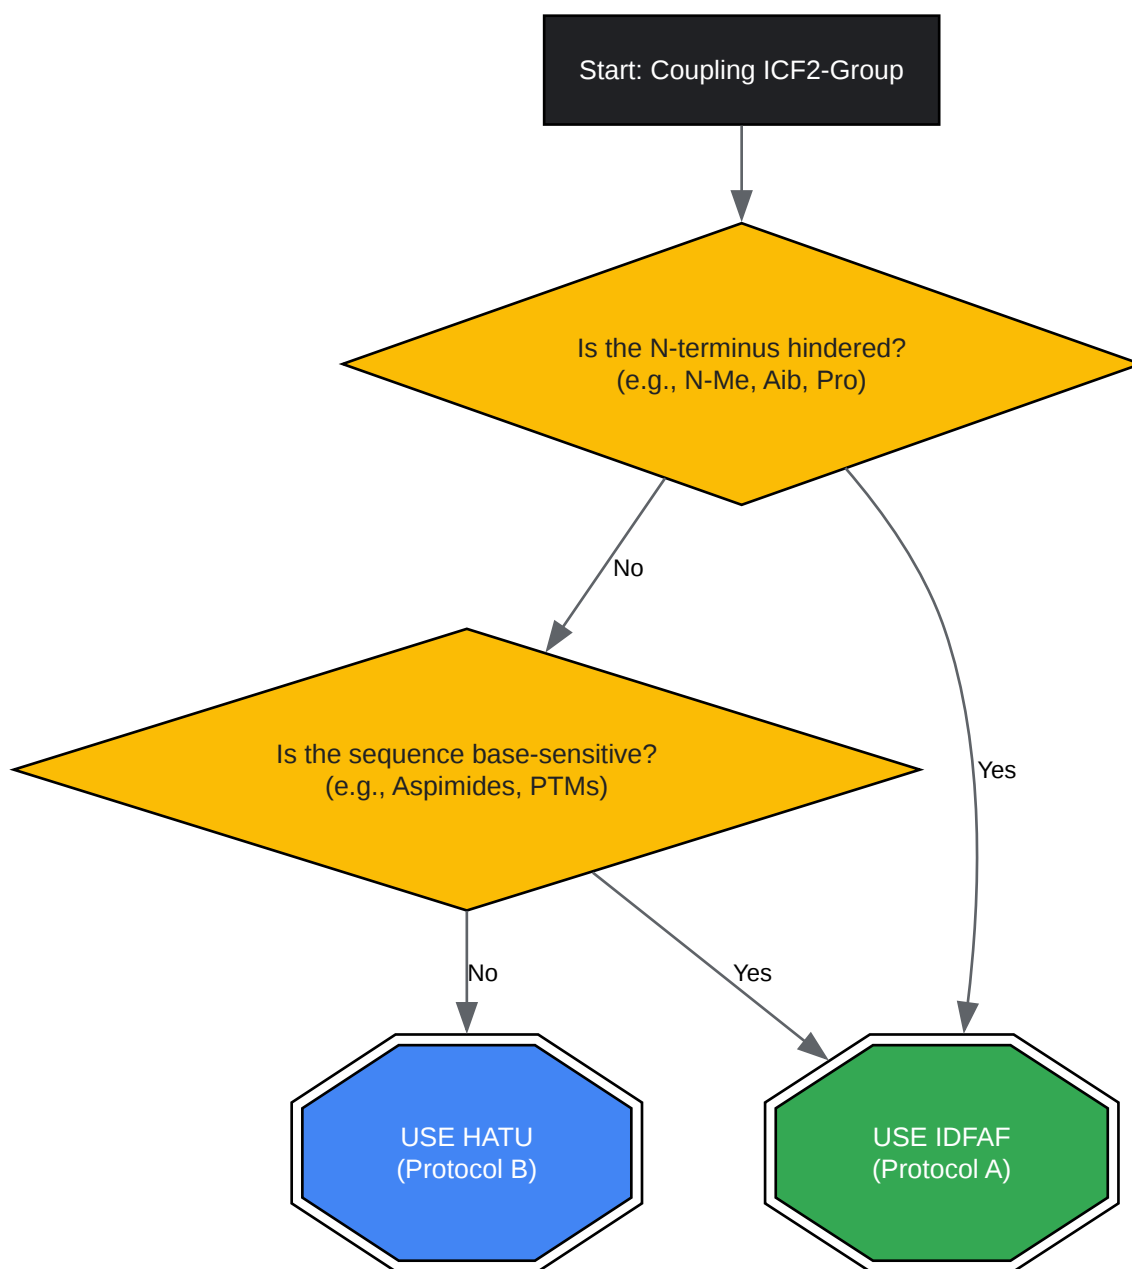 Start: Coupling ICF2-Group
Is the N-terminus hindered?
(e.g., N-Me, Aib, Pro)
No
Yes
Is the sequence base-sensitive?
(e.g., Aspimides, PTMs)
No
Yes
USE HATU
(Protocol B)
USE IDFAF
(Protocol A)